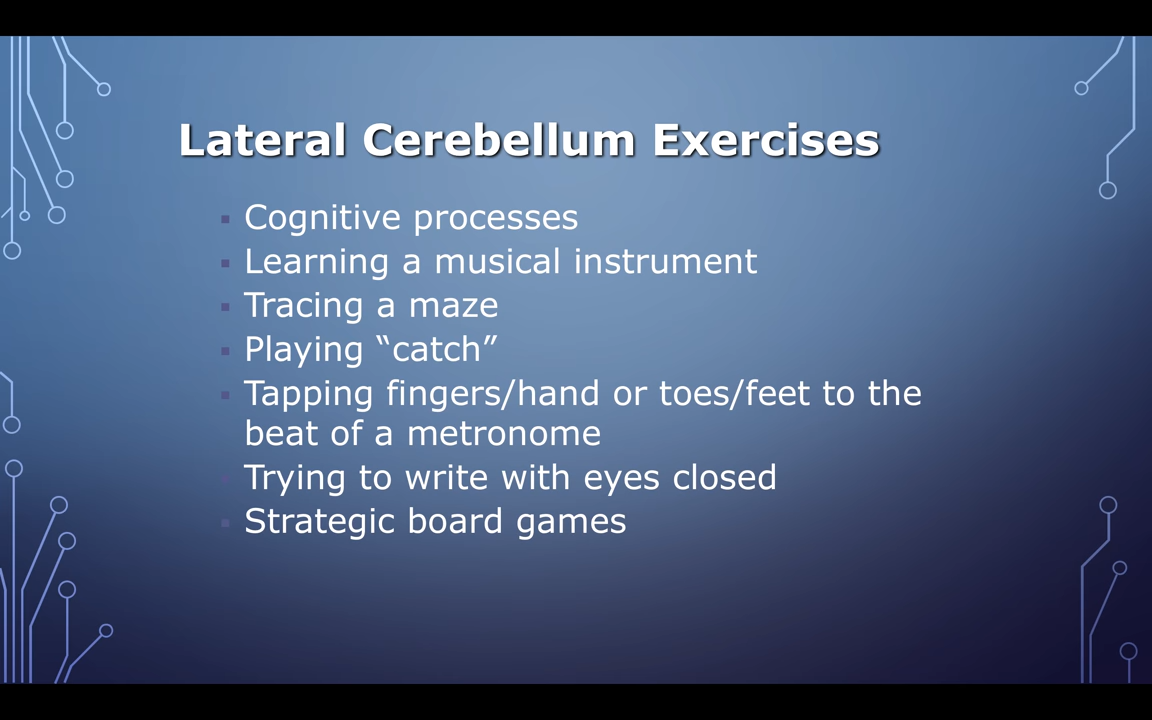 Lateral Cerebellum Exercises
▪ Cognitive processes
▪ Learning a musical instrument
▪ Tracing a maze
▪ Playing “catch”
▪ Tapping fingers/hand or toes/feet to the
beat of a metronome
▪ Trying to write with eyes closed
▪ Strategic board games